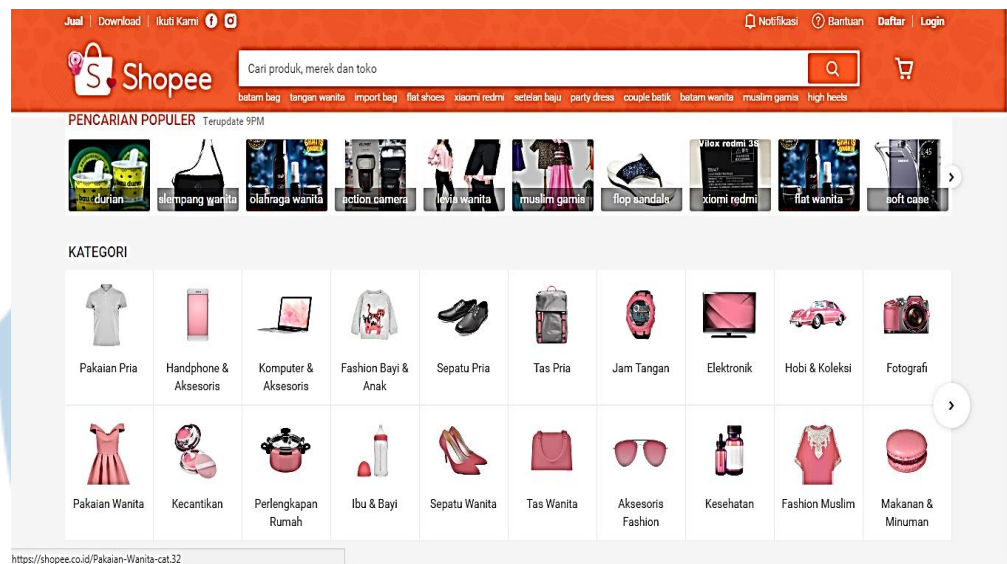 Jual | Download | Ikuti Kami
Notifikasi Bantuan Daftar | Login
S. Shopee
Cari produk, merek dan toko
batam bag tangan wanita import bag flat shoes xiaomi redmi setelan baju party dress couple batik batam wanita muslim gamis high heels
PENCARIAN POPULER Terupdate 9PM
Vilox redmi 3S
durian slempang wanita olahraga wanita action camera levis wanita muslim gamis flop sandals xiomi redmi flat wanita soft case
KATEGORI
Pakaian Pria
Handphone &
Aksesoris
Komputer &
Aksesoris
Fashion Bayi &
Anak
Sepatu Pria
Tas Pria
Jam Tangan
Elektronik
Hobi & Koleksi
Fotografi
Pakaian Wanita
Kecantikan
Perlengkapan
Rumah
Ibu & Bayi
Sepatu Wanita
Tas Wanita
Aksesoris
Fashion
Kesehatan
Fashion Muslim
Makanan &
Minuman
https://shopee.co.id/Pakaian-Wanita-cat.32